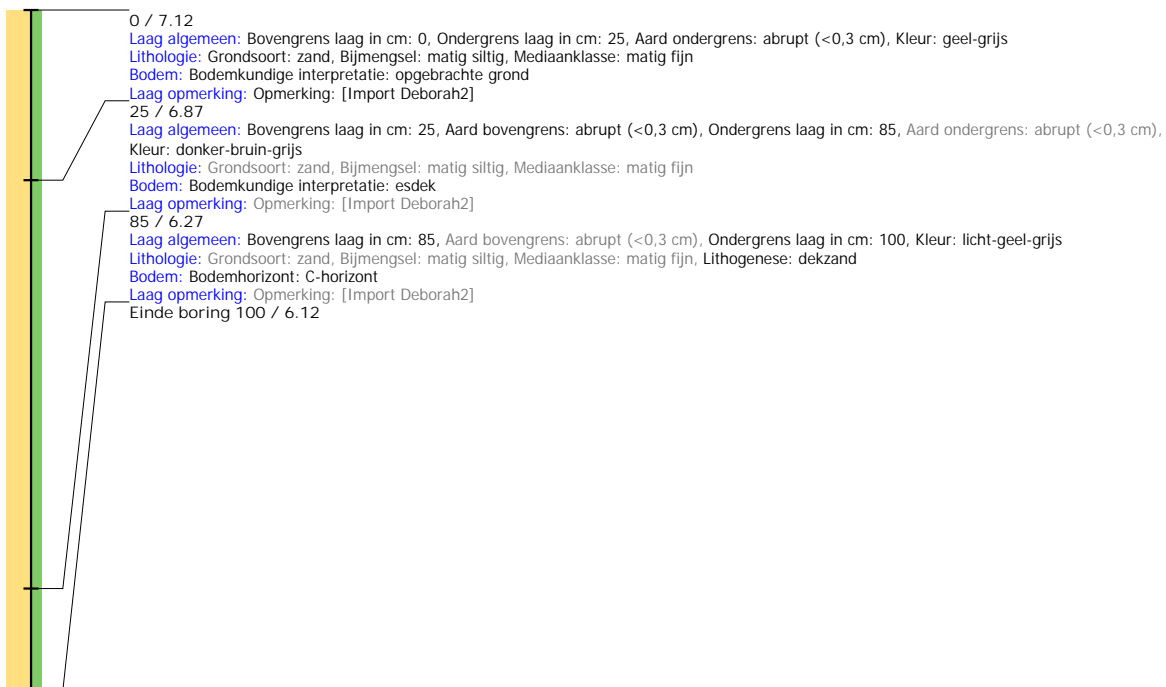 0 / 7.12
Laag algemeen: Bovengrens laag in cm: 0, Ondergrens laag in cm: 25, Aard ondergrens: abrupt (<0,3 cm), Kleur: geel-grijs
Lithologie: Grondsoort: zand, Bijmengsel: matig siltig, Mediaanklasse: matig fijn
Bodem: Bodemkundige interpretatie: opgebrachte grond
Laag opmerking: Opmerking: [Import Deborah2]
25 / 6.87
Laag algemeen: Bovengrens laag in cm: 25, Aard bovengrens: abrupt (<0,3 cm), Ondergrens laag in cm: 85, Aard ondergrens: abrupt (<0,3 cm),
Kleur: donker-bruin-grijs
Lithologie: Grondsoort: zand, Bijmengsel: matig siltig, Mediaanklasse: matig fijn
Bodem: Bodemkundige interpretatie: esdek
Laag opmerking: Opmerking: [Import Deborah2]
85 / 6.27
Laag algemeen: Bovengrens laag in cm: 85, Aard bovengrens: abrupt (<0,3 cm), Ondergrens laag in cm: 100, Kleur: licht-geel-grijs
Lithologie: Grondsoort: zand, Bijmengsel: matig siltig, Mediaanklasse: matig fijn, Lithogenese: dekzand
Bodem: Bodemhorizont: C-horizont
Laag opmerking: Opmerking: [Import Deborah2]
Einde boring 100 / 6.12